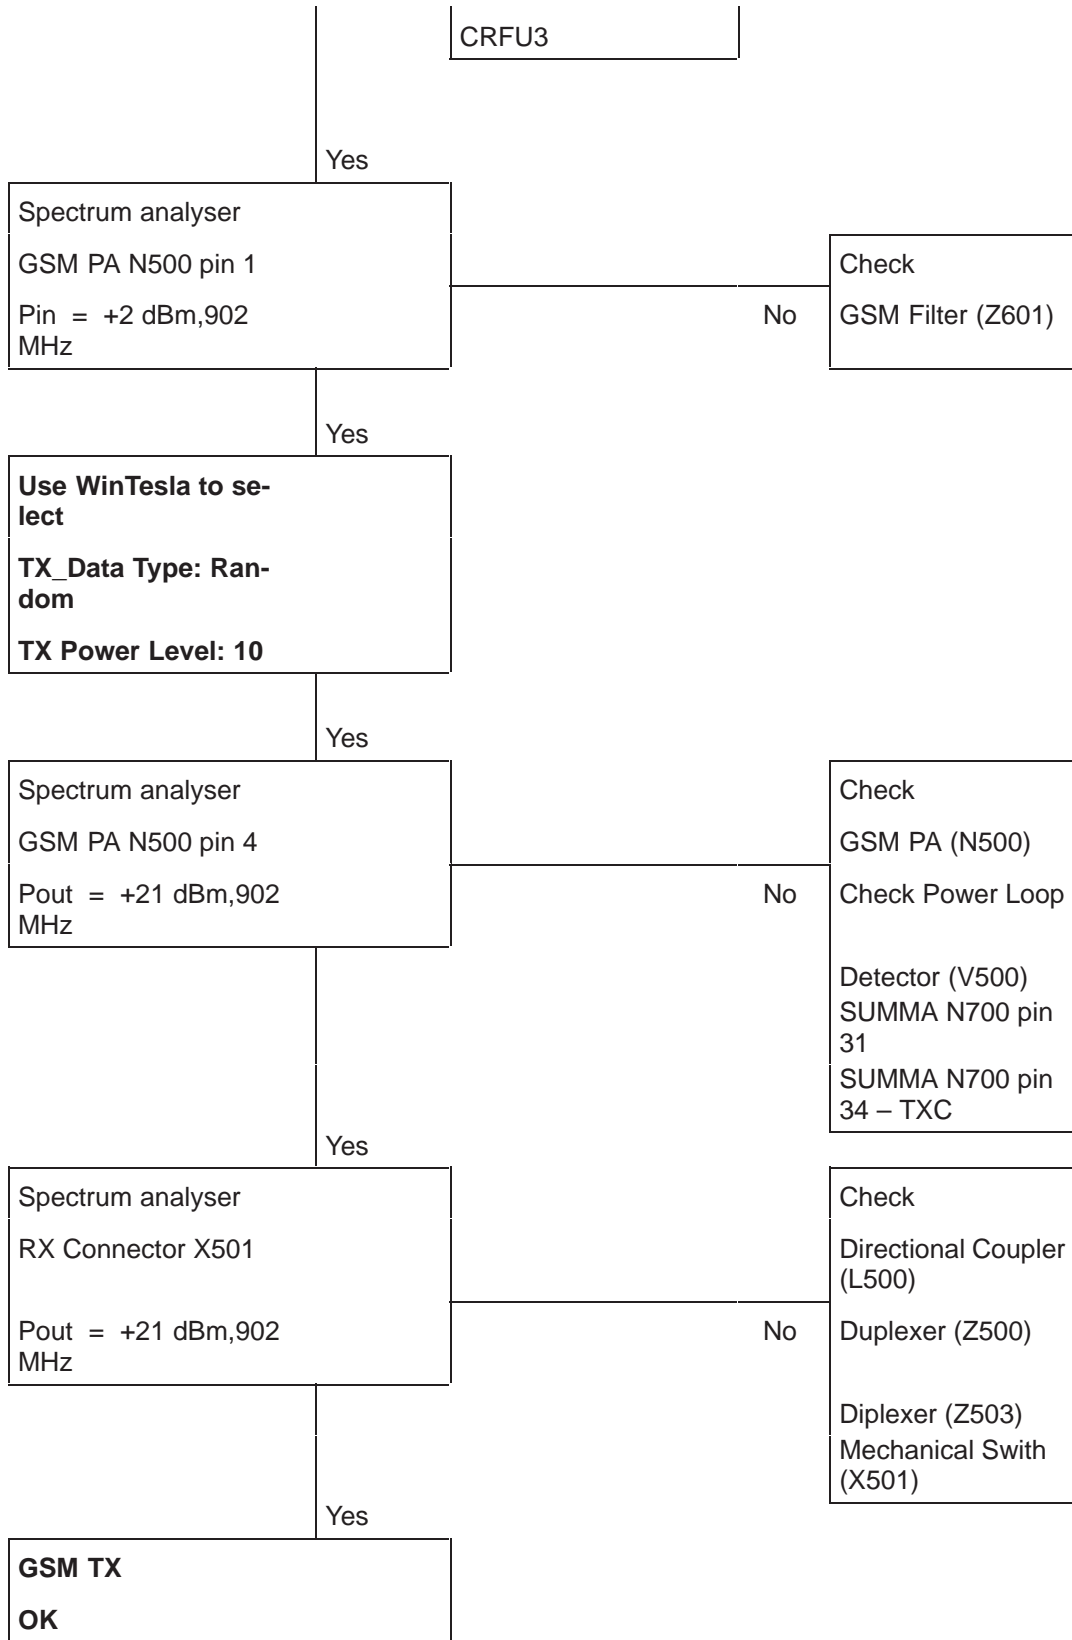 CRFU3
Yes
Spectrum analyser
GSM PA N500 pin 1
Pin = +2 dBm,902
MHz
No
Check
GSM Filter (Z601)
Yes
Use WinTesla to se-
lect
TX_Data Type: Ran-
dom
TX Power Level: 10
Yes
Spectrum analyser
GSM PA N500 pin 4
Pout = +21 dBm,902
MHz
No
Check
GSM PA (N500)
Check Power Loop
Detector (V500)
SUMMA N700 pin
31
SUMMA N700 pin
34 – TXC
Yes
Spectrum analyser
RX Connector X501
Pout = +21 dBm,902
MHz
No
Check
Directional Coupler
(L500)
Duplexer (Z500)
Diplexer (Z503)
Mechanical Swith
(X501)
Yes
GSM TX
OK